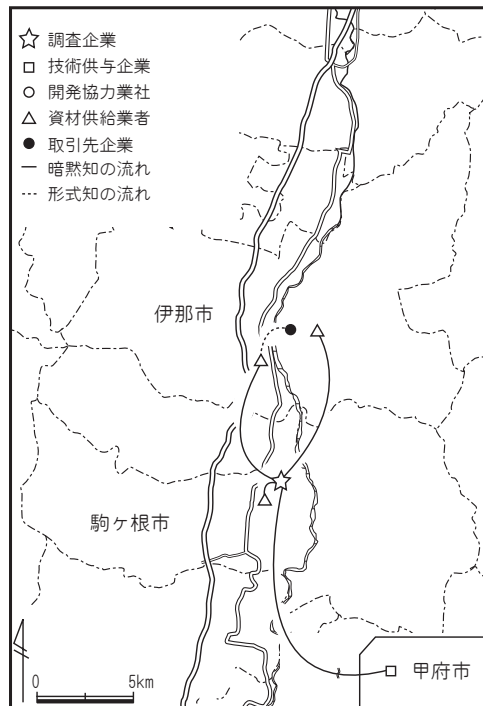 調査企業
技術供与企業
開発協力業社
資材供給業者
取引先企業
暗黙知の流れ
形式知の流れ
伊那市
駒ヶ根市
甲府市
0 5km